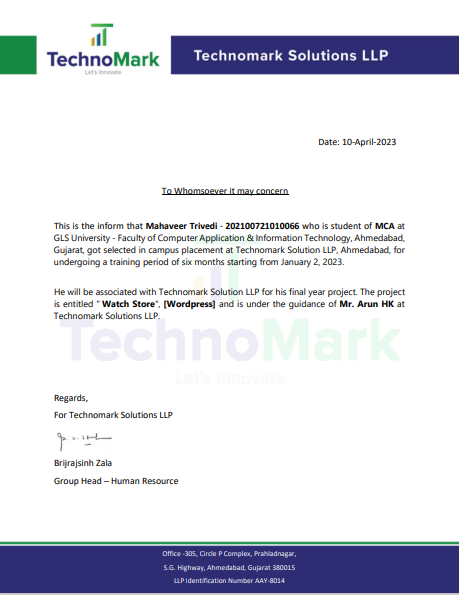 TechnoMark
Let's Innovate
Technomark Solutions LLP
Date: 10-April-2023
To Whomsoever it may concern
This is the inform that Mahaveer Trivedi - 202100721010066 who is student of MCA at
GLS University - Faculty of Computer Application & Information Technology, Ahmedabad,
Gujarat, got selected in campus placement at Technomark Solution LLP, Ahmedabad, for
undergoing a training period of six months starting from January 2, 2023.
He will be associated with Technomark Solution LLP for his final year project. The project
is entitled " Watch Store", [Wordpress] and is under the guidance of Mr. Arun HK at
Technomark Solutions LLP.
TechnoMark
Let's Innovate
Regards,
For Technomark Solutions LLP
Brijrajsinh Zala
Group Head – Human Resource
Office -305, Circle P Complex, Prahladnagar,
S.G. Highway, Ahmedabad, Gujarat 380015
LLP Identification Number AAY-8014